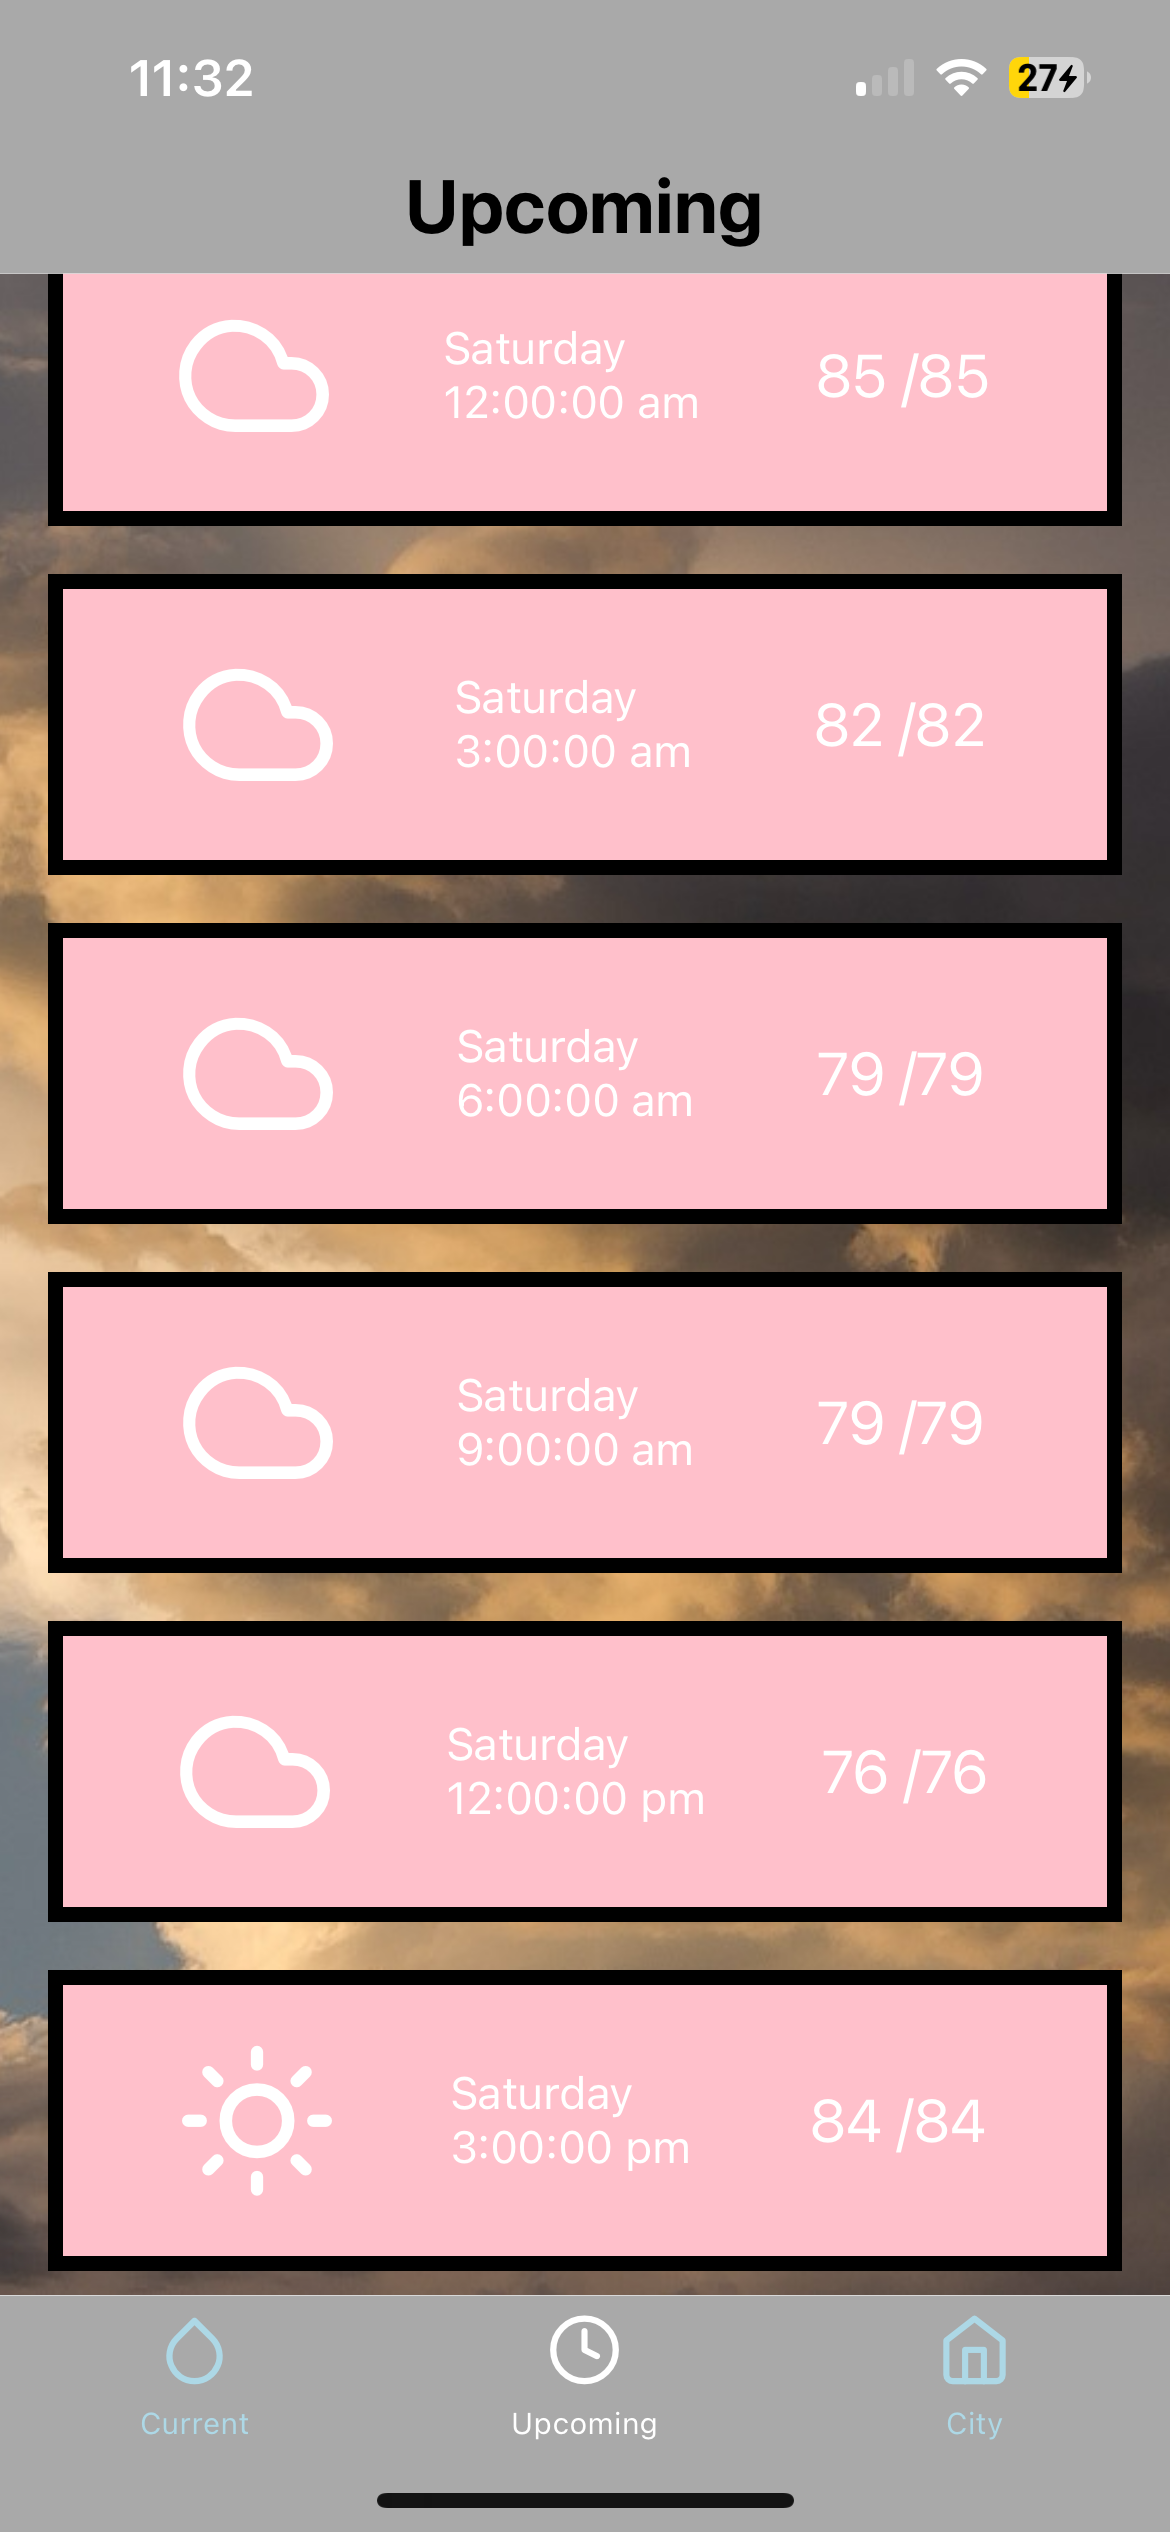 11:32
27
Upcoming
Saturday
12:00:00 am
85 /85
Saturday
3:00:00 am
82 /82
Saturday
6:00:00 am
79 /79
Saturday
9:00:00 am
79 /79
Saturday
12:00:00 pm
76 /76
Saturday
3:00:00 pm
84 /84
Current
Upcoming
City